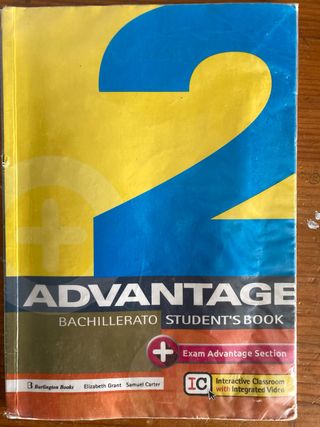 2
ADVANTAGE
BACHILLERATO STUDENT'S BOOK
+ Exam Advantage Section
B Burlington Books Elizabeth Grant Samuel Carter
IC Interactive Classroom
with Integrated Video